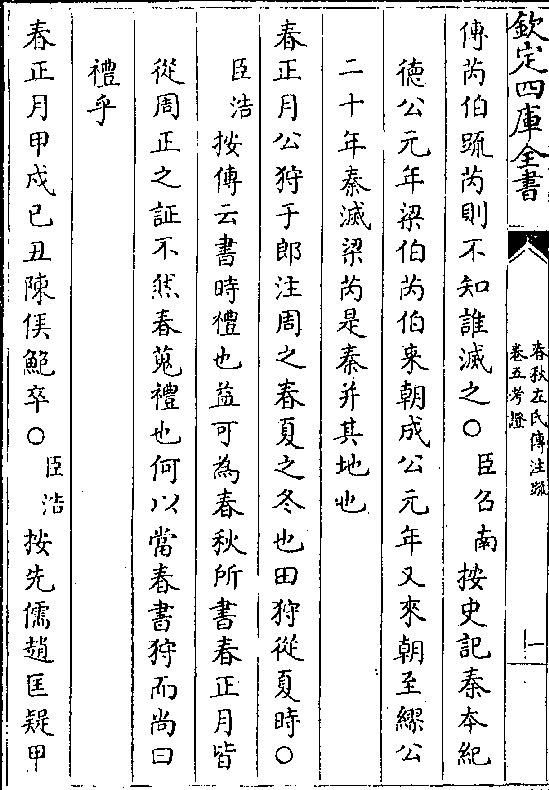 欽定四庫全書
春秋左氏傳注疏
卷五考證
一
傳芮伯疏芮則不知誰滅之○臣召南按史記秦本紀
德公元年梁伯芮伯來朝成公元年又來朝至繆公
二十年秦滅梁芮是秦并其地也
春正月公狩于郎注周之春夏之冬也田狩從夏時○
臣浩按傳云書時禮也益可為春秋所書春正月皆
從周正之証不然春蒐禮也何以當春書狩而尚曰
禮乎
春正月甲戌己丑陳侯鮑卒○臣浩按先儒趙匡疑甲